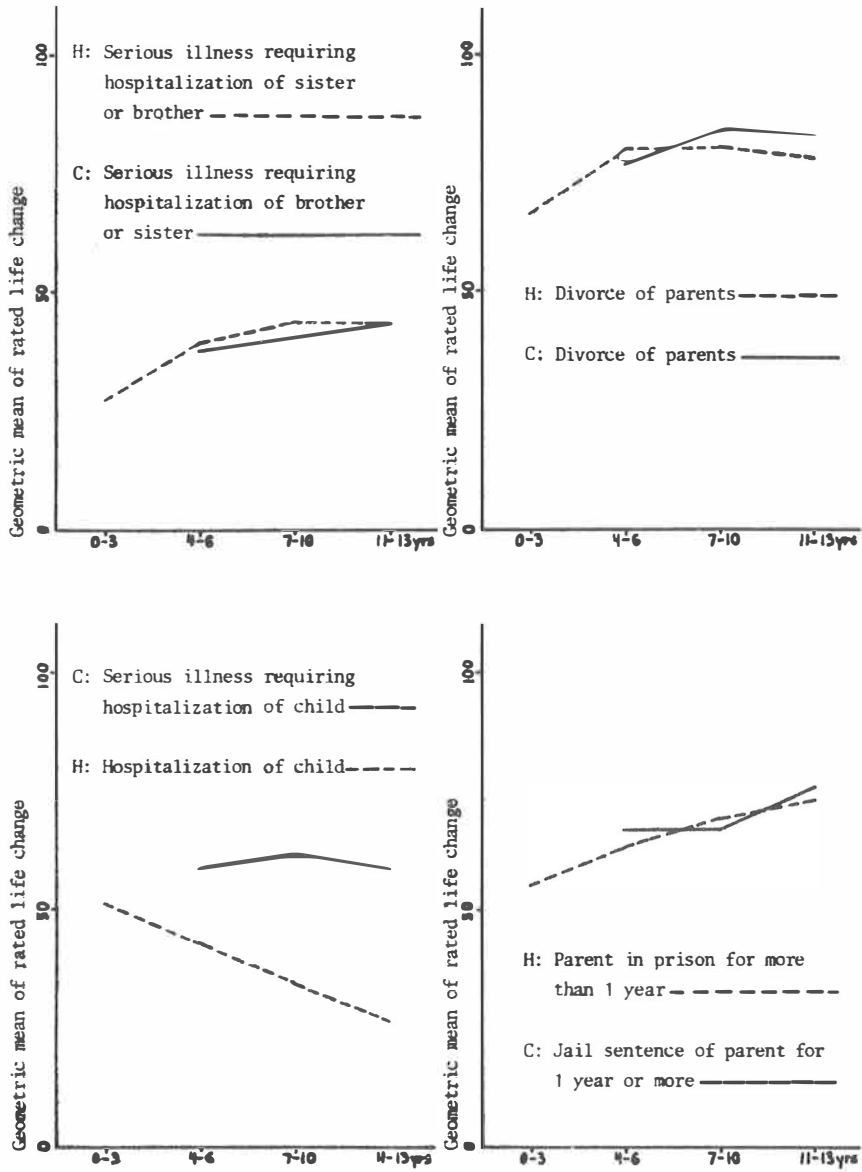 100
50
0
Geometric mean of rated life change
H: Serious illness requiring
hospitalization of sister
or brother
C: Serious illness requiring
hospitalization of brother
or sister
0-3 4-6 7-10 11-13yrs
100
50
0
Geometric mean of rated life change
H: Divorce of parents
C: Divorce of parents
0-3 4-6 7-10 11-13yrs
100
50
0
Geometric mean of rated life change
C: Serious illness requiring
hospitalization of child
H: Hospitalization of child
0-3 4-6 7-10 11-13yrs
100
50
0
Geometric mean of rated life change
H: Parent in prison for more
than 1 year
C: Jail sentence of parent for
1 year or more
0-3 4-6 7-10 11-13yrs